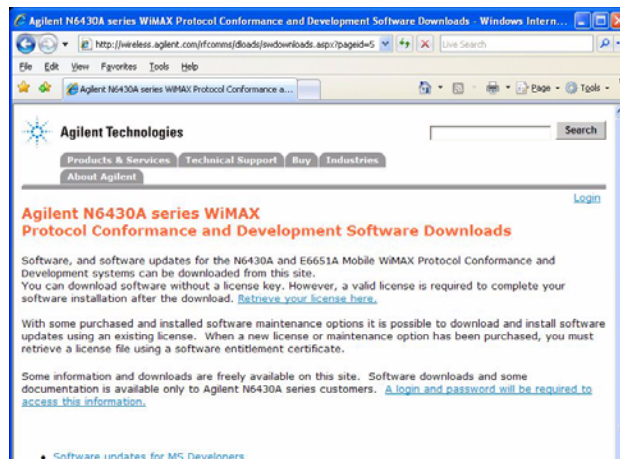 Agilent N6430A series WiMAX Protocol Conformance and Development Software Downloads - Windows Intern...
http://wireless.agilent.com/rfcomms/dloads/swdownloads.aspx?pageid=5
Live Search
File Edit View Favorites Tools Help
Agilent N6430A series WiMAX Protocol Conformance a...
Page Tools
Agilent Technologies
Search
Products & Services Technical Support Buy Industries
About Agilent
Login
Agilent N6430A series WiMAX
Protocol Conformance and Development Software Downloads
Software, and software updates for the N6430A and E6651A Mobile WiMAX Protocol Conformance and
Development systems can be downloaded from this site.
You can download software without a license key. However, a valid license is required to complete your
software installation after the download. Retrieve your license here.
With some purchased and installed software maintenance options it is possible to download and install software
updates using an existing license. When a new license or maintenance option has been purchased, you must
retrieve a license file using a software entitlement certificate.
Some information and downloads are freely available on this site. Software downloads and some
documentation is available only to Agilent N6430A series customers. A login and password will be required to
access this information.
Software updates for MS Developers